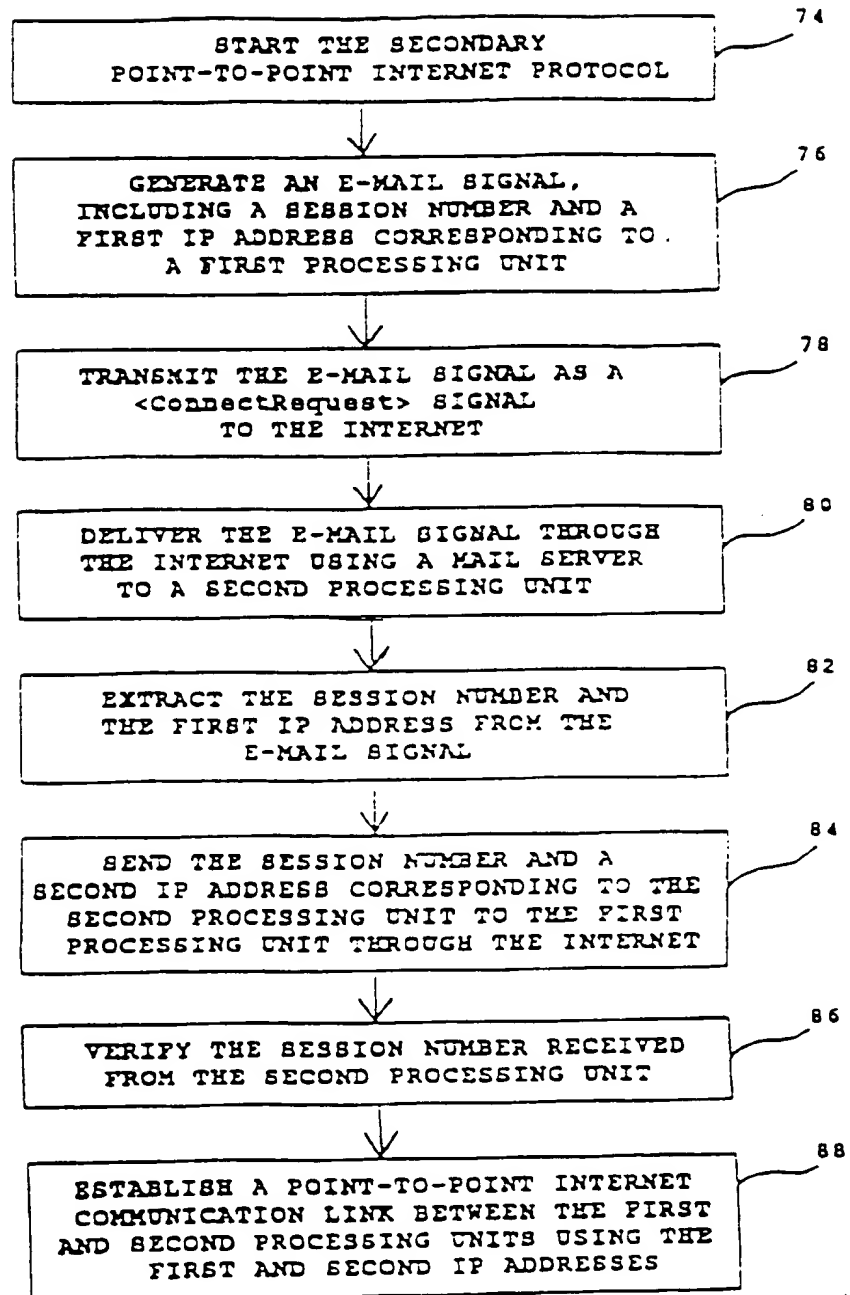 74
START THE SECONDARY
POINT-TO-POINT INTERNET PROTOCOL
76
GENERATE AN E-MAIL SIGNAL,
INCLUDING A SESSION NUMBER AND A
FIRST IP ADDRESS CORRESPONDING TO
A FIRST PROCESSING UNIT
78
TRANSMIT THE E-MAIL SIGNAL AS A
<ConnectRequest> SIGNAL
TO THE INTERNET
80
DELIVER THE E-MAIL SIGNAL THROUGH
THE INTERNET USING A MAIL SERVER
TO A SECOND PROCESSING UNIT
82
EXTRACT THE SESSION NUMBER AND
THE FIRST IP ADDRESS FROM THE
E-MAIL SIGNAL
84
SEND THE SESSION NUMBER AND A
SECOND IP ADDRESS CORRESPONDING TO THE
SECOND PROCESSING UNIT TO THE FIRST
PROCESSING UNIT THROUGH THE INTERNET
86
VERIFY THE SESSION NUMBER RECEIVED
FROM THE SECOND PROCESSING UNIT
88
ESTABLISH A POINT-TO-POINT INTERNET
COMMUNICATION LINK BETWEEN THE FIRST
AND SECOND PROCESSING UNITS USING THE
FIRST AND SECOND IP ADDRESSES